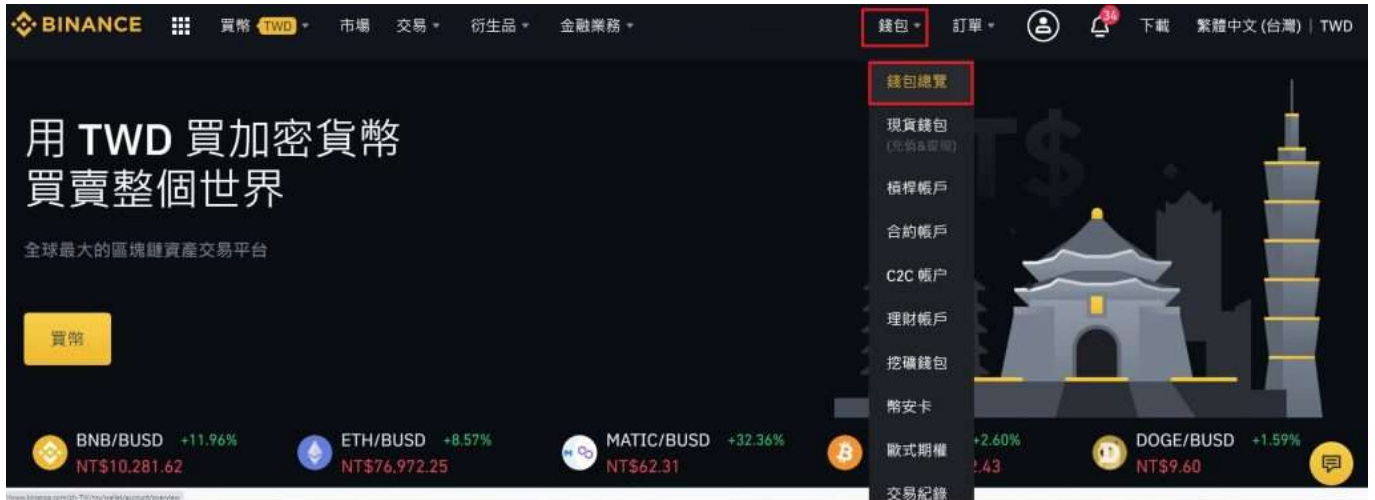 BINANCE 買幣 TWD 市場 交易 衍生品 金融業務 錢包 訂單 34 下載 繁體中文 (台灣) | TWD
錢包總覽
用 TWD 買加密貨幣
買賣整個世界
全球最大的區塊鏈資產交易平台
買幣
現貨錢包
槓桿帳戶
合約帳戶
C2C 帳戶
理財帳戶
挖礦錢包
幣安卡
歐式期權
交易紀錄
T$
BNB/BUSD +11.96%
NT$10,281.62
ETH/BUSD +8.57%
NT$76,972.25
MATIC/BUSD +32.36%
NT$62.31
+2.60%
2.43
DOGE/BUSD +1.59%
NT$9.60